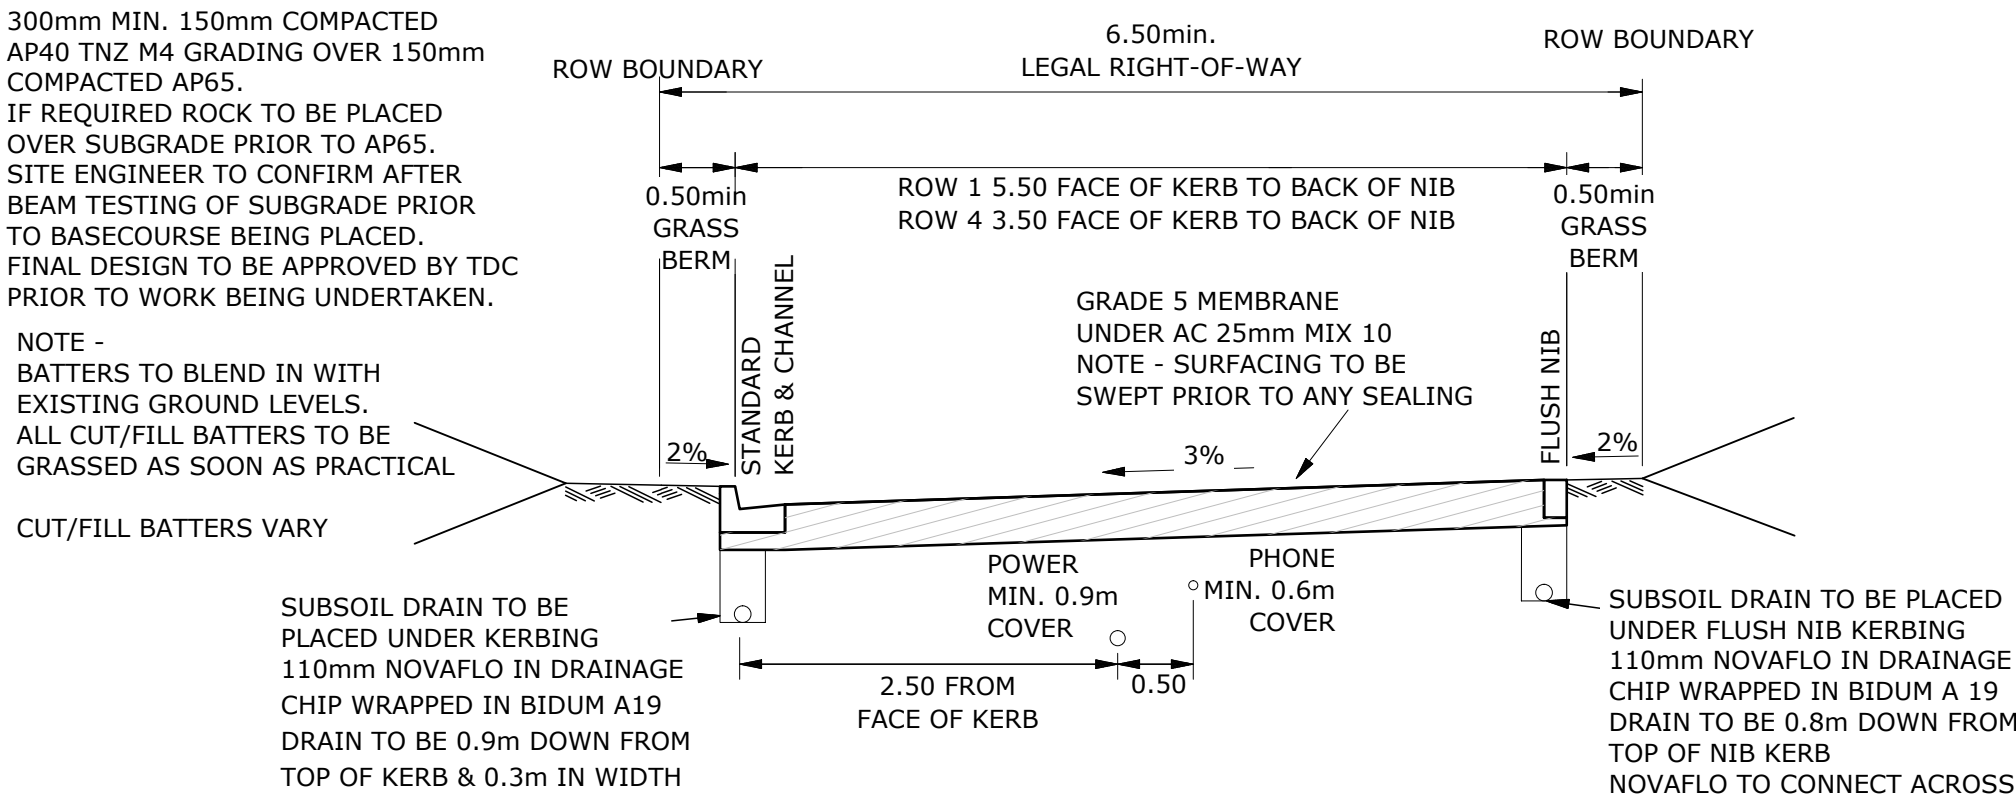 300mm MIN. 150mm COMPACTED
AP40 TNZ M4 GRADING OVER 150mm
COMPACTED AP65.
IF REQUIRED ROCK TO BE PLACED
OVER SUBGRADE PRIOR TO AP65.
SITE ENGINEER TO CONFIRM AFTER
BEAM TESTING OF SUBGRADE PRIOR
TO BASECOURSE BEING PLACED.
FINAL DESIGN TO BE APPROVED BY TDC
PRIOR TO WORK BEING UNDERTAKEN.
NOTE -
BATTERS TO BLEND IN WITH
EXISTING GROUND LEVELS.
ALL CUT/FILL BATTERS TO BE
GRASSED AS SOON AS PRACTICAL
CUT/FILL BATTERS VARY
ROW BOUNDARY
6.50min.
LEGAL RIGHT-OF-WAY
ROW BOUNDARY
0.50min
GRASS
BERM
ROW 1 5.50 FACE OF KERB TO BACK OF NIB
ROW 4 3.50 FACE OF KERB TO BACK OF NIB
0.50min
GRASS
BERM
STANDARD
KERB & CHANNEL
GRADE 5 MEMBRANE
UNDER AC 25mm MIX 10
NOTE - SURFACING TO BE
SWEPT PRIOR TO ANY SEALING
FLUSH NIB
2%
3%
2%
POWER
MIN. 0.9m
COVER
PHONE
MIN. 0.6m
COVER
2.50 FROM
FACE OF KERB
0.50
SUBSOIL DRAIN TO BE
PLACED UNDER KERBING
110mm NOVAFLO IN DRAINAGE
CHIP WRAPPED IN BIDUM A19
DRAIN TO BE 0.9m DOWN FROM
TOP OF KERB & 0.3m IN WIDTH
SUBSOIL DRAIN TO BE PLACED
UNDER FLUSH NIB KERBING
110mm NOVAFLO IN DRAINAGE
CHIP WRAPPED IN BIDUM A 19
DRAIN TO BE 0.8m DOWN FROM
TOP OF NIB KERB
NOVAFLO TO CONNECT ACROSS